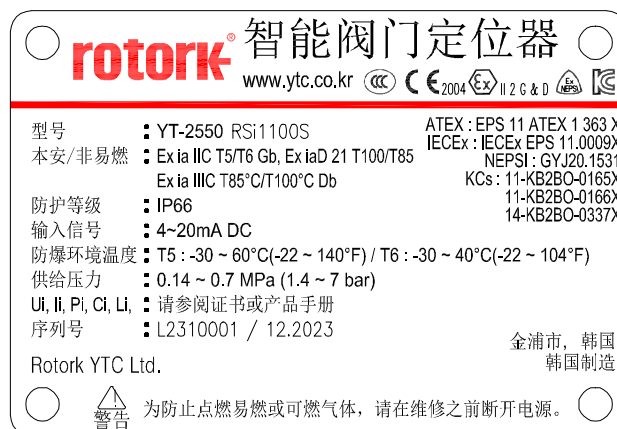 rotork® 智能阀门定位器
www.ytc.co.kr CCC CE 2004 Ex II 2 G & D Ex NEPSI
型号 : YT-2550 RSi1100S
ATEX : EPS 11 ATEX 1 363 X
本安/非易燃 : Ex ia IIC T5/T6 Gb, Ex iaD 21 T100/T85
IECEx : IECEx EPS 11.0009X
Ex ia IIIC T85°C/T100°C Db
NEPSI : GYJ20.1531
KCs : 11-KB2BO-0165X
11-KB2BO-0166X
14-KB2BO-0337X
防护等级 : IP66
输入信号 : 4~20mA DC
防爆环境温度 : T5 : -30 ~ 60°C(-22 ~ 140°F) / T6 : -30 ~ 40°C(-22 ~ 104°F)
供给压力 : 0.14 ~ 0.7 MPa (1.4 ~ 7 bar)
Ui, Ii, Pi, Ci, Li, : 请参阅证书或产品手册
序列号 : L2310001 / 12.2023
金浦市, 韩国
韩国制造
Rotork YTC Ltd.
警告 为防止点燃易燃或可燃气体，请在维修之前断开电源。